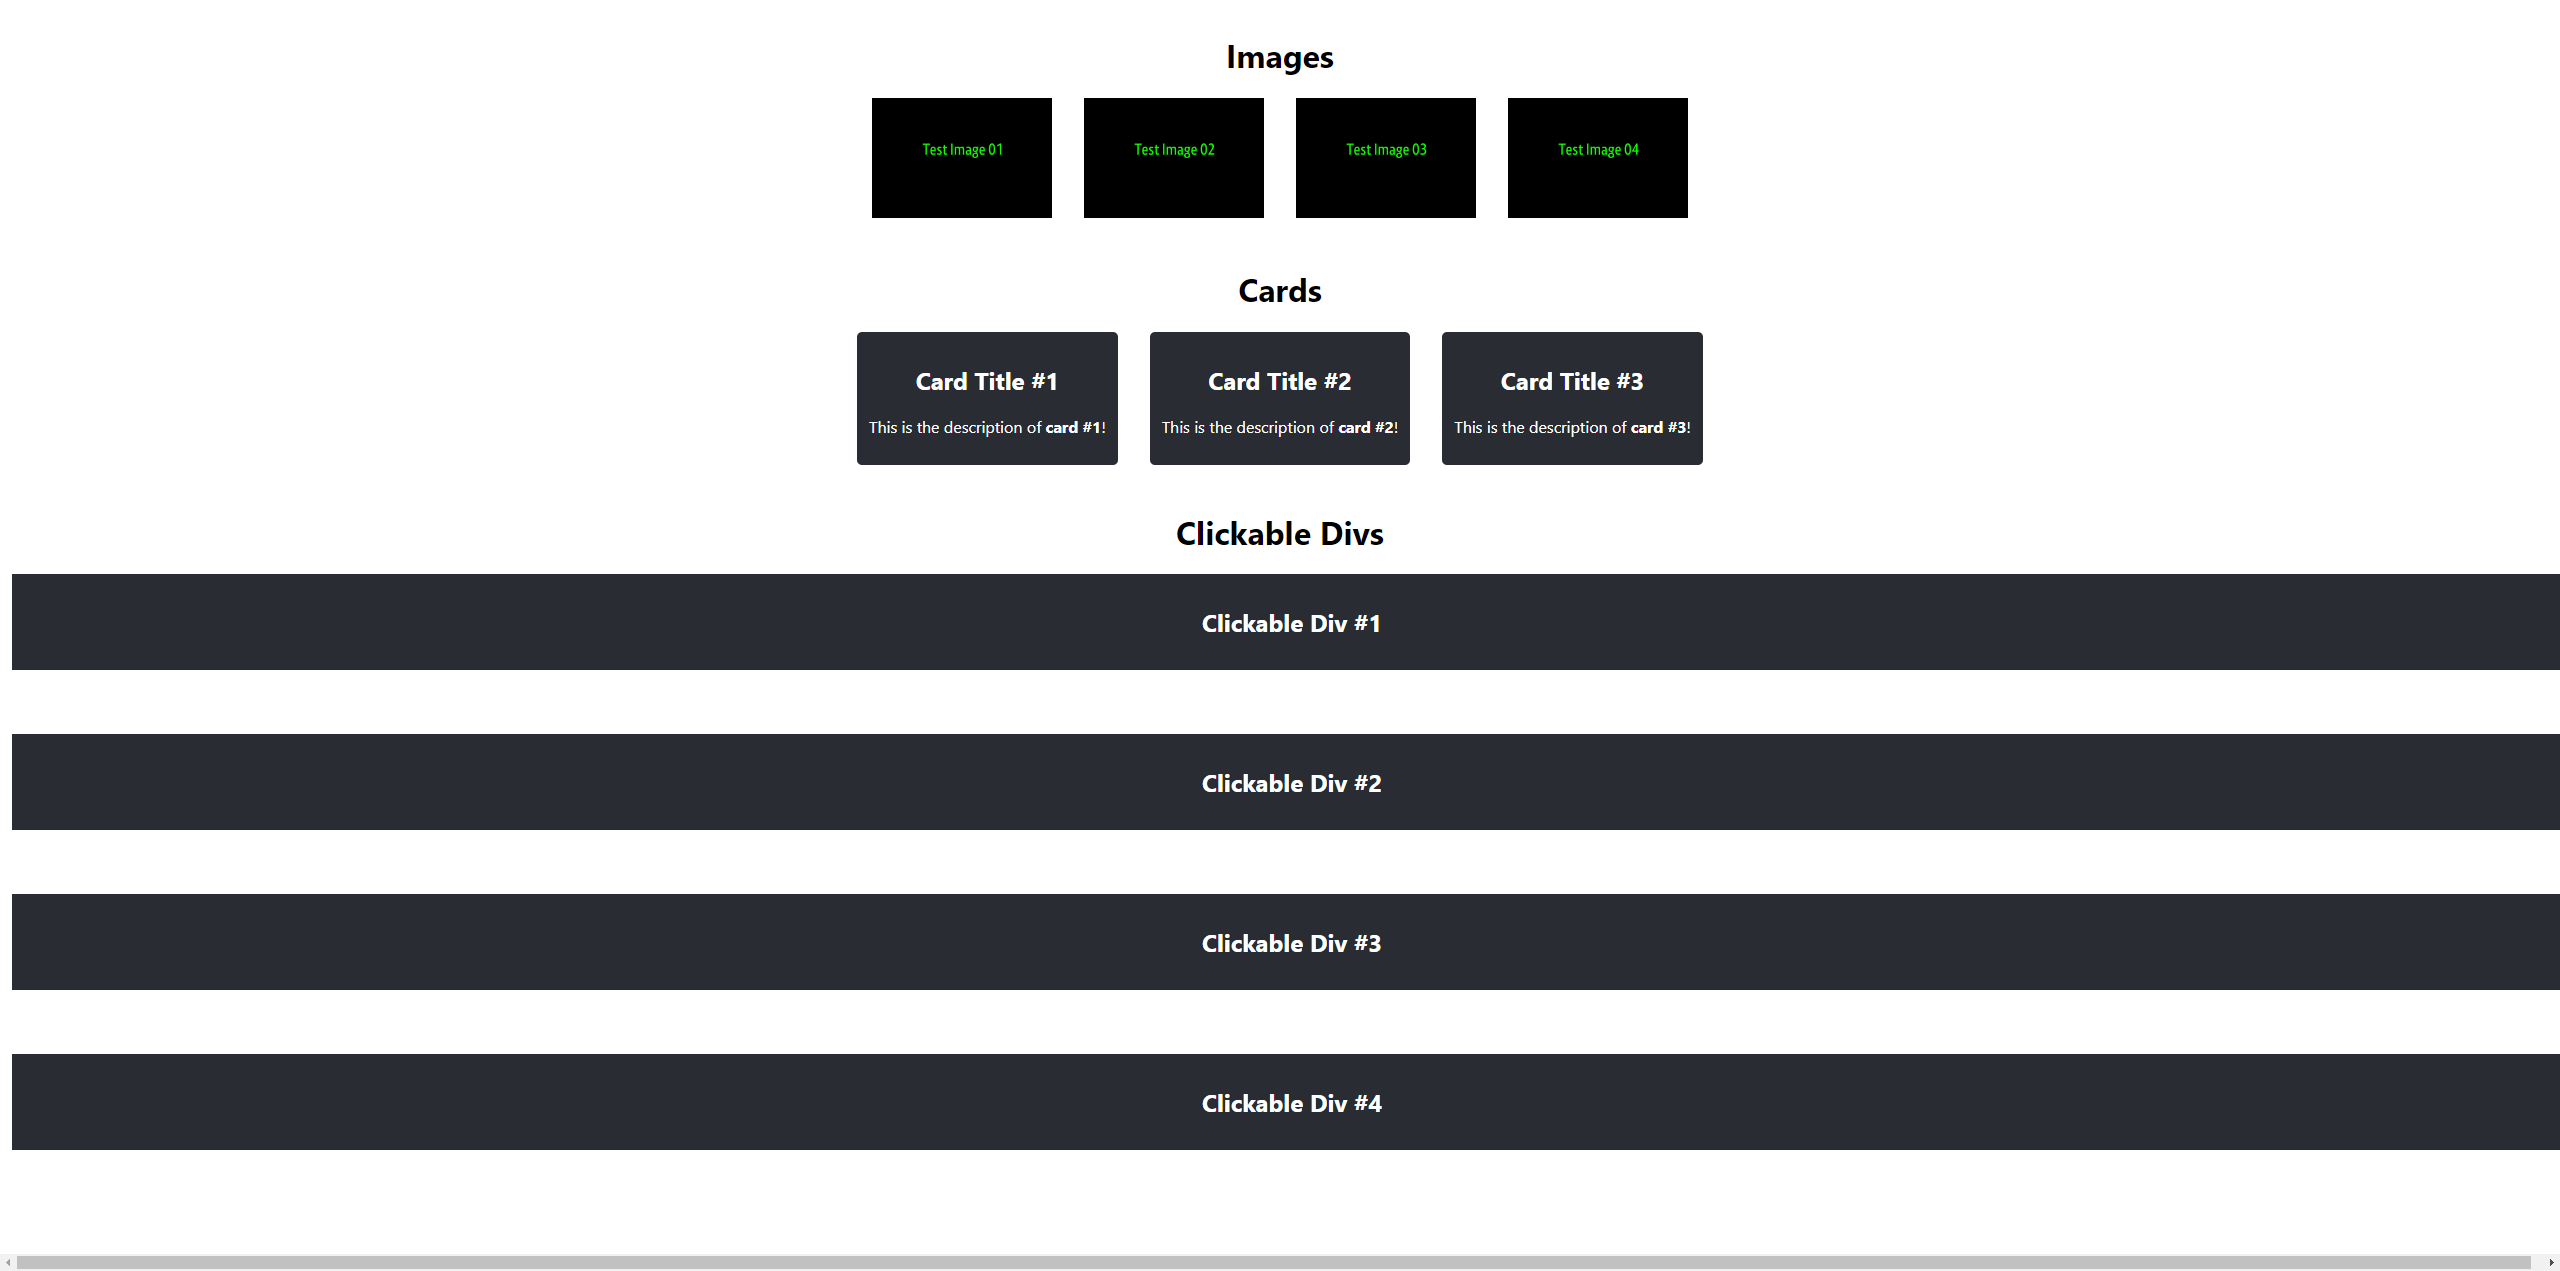 Images
Test Image 01 Test Image 02 Test Image 03 Test Image 04
Cards
Card Title #1
This is the description of card #1!
Card Title #2
This is the description of card #2!
Card Title #3
This is the description of card #3!
Clickable Divs
Clickable Div #1
Clickable Div #2
Clickable Div #3
Clickable Div #4